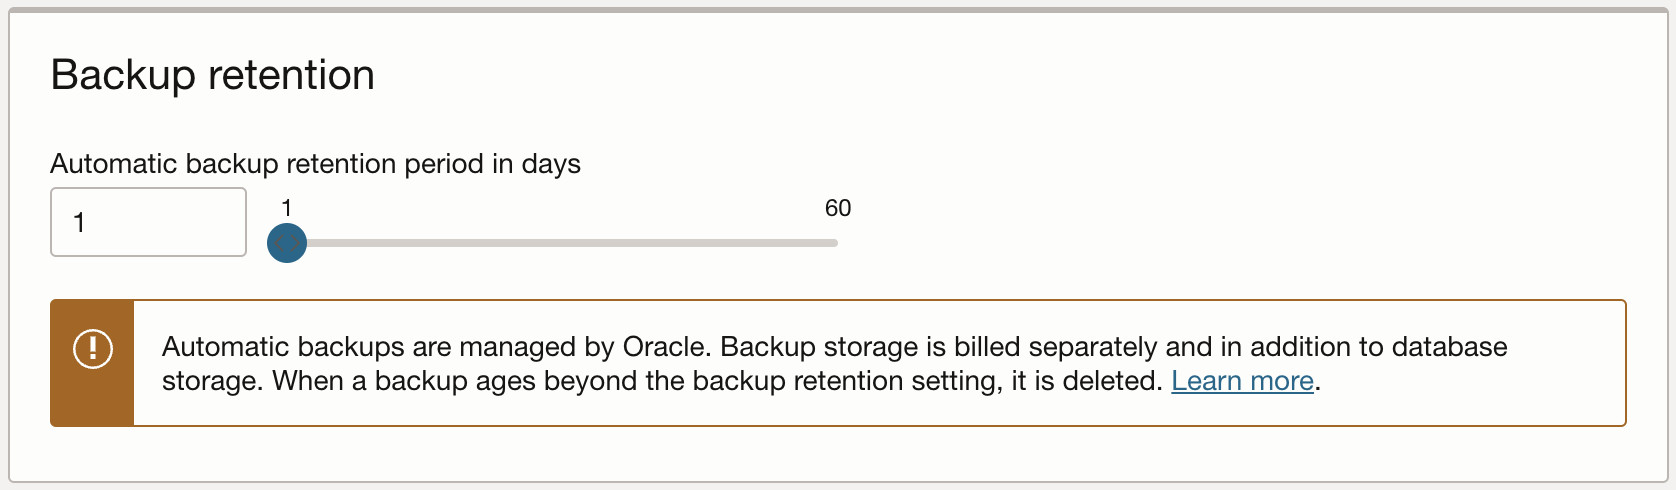 Backup retention
Automatic backup retention period in days
1
1
60
Automatic backups are managed by Oracle. Backup storage is billed separately and in addition to database
storage. When a backup ages beyond the backup retention setting, it is deleted. Learn more.